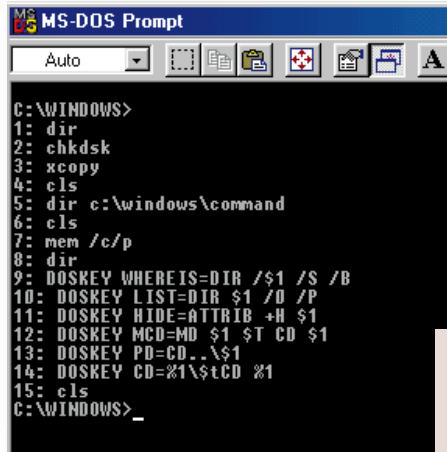 MS-DOS Prompt
Auto A
C:\WINDOWS>
1: dir
2: chkdsk
3: xcopy
4: cls
5: dir c:\windows\command
6: cls
7: mem /c/p
8: dir
9: DOSKEY WHEREIS=DIR /$1 /S /B
10: DOSKEY LIST=DIR $1 /O /P
11: DOSKEY HIDE=ATTRIB +H $1
12: DOSKEY MCD=MD $1 $T CD $1
13: DOSKEY PD=CD..\$1
14: DOSKEY CD=%1\$tCD %1
15: cls
C:\WINDOWS>_